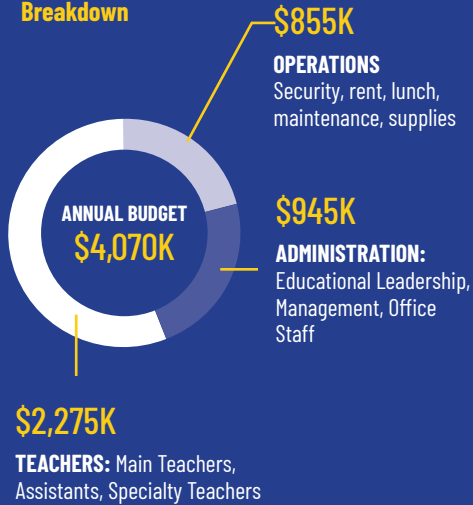 Breakdown
$855K
OPERATIONS
Security, rent, lunch,
maintenance, supplies
ANNUAL BUDGET
$4,070K
$945K
ADMINISTRATION:
Educational Leadership,
Management, Office
Staff
$2,275K
TEACHERS: Main Teachers,
Assistants, Specialty Teachers